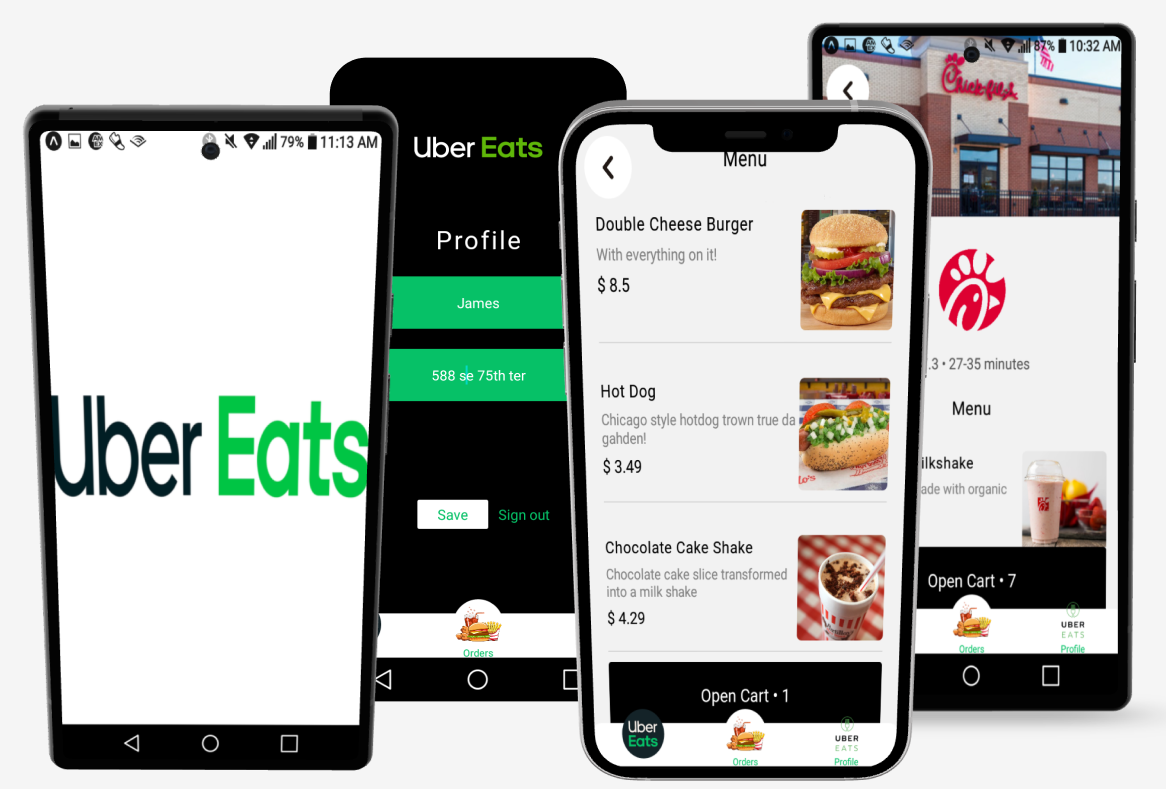 79% 11:13 AM
Uber Eats
Uber Eats
Profile
James
588 se 75th ter
Save
Sign out
Orders
Menu
Double Cheese Burger
With everything on it!
$ 8.5
Hot Dog
Chicago style hotdog trown true da
gahden!
$ 3.49
Chocolate Cake Shake
Chocolate cake slice transformed
into a milk shake
$ 4.29
Open Cart • 1
Uber
Eats
Orders
UBER
EATS
Profile
87% 10:32 AM
Chick-fil-A
.3 • 27-35 minutes
Menu
ilkshake
ade with organic
Open Cart • 7
Orders
UBER
EATS
Profile